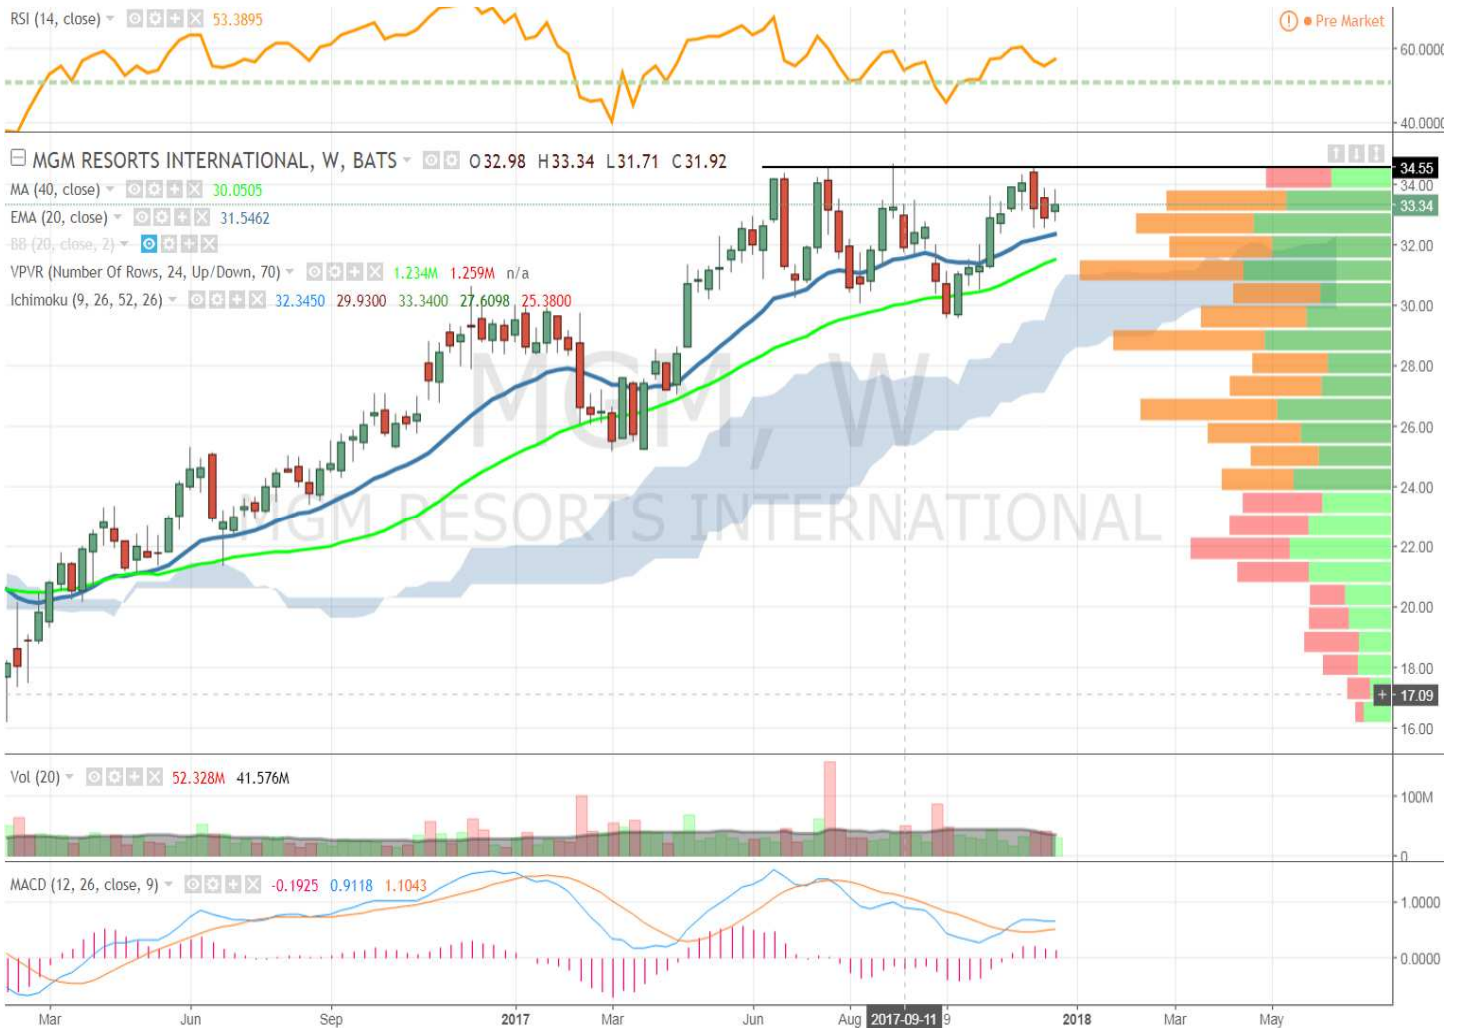 RSI (14, close) 53.3895
Pre Market
60.0000
40.0000
MGM RESORTS INTERNATIONAL, W, BATS O32.98 H33.34 L31.71 C31.92
MA (40, close) 30.0505
EMA (20, close) 31.5462
BB (20, close, 2)
VPVR (Number Of Rows, 24, Up/Down, 70) 1.234M 1.259M n/a
Ichimoku (9, 26, 52, 26) 32.3450 29.9300 33.3400 27.6098 25.3800
34.55
34.00
33.34
32.00
30.00
28.00
26.00
24.00
22.00
20.00
18.00
17.09
16.00
MGM, W
MGM RESORTS INTERNATIONAL
Vol (20) 52.328M 41.576M
100M
0
MACD (12, 26, close, 9) -0.1925 0.9118 1.1043
1.0000
0.0000
Mar Jun Sep 2017 Mar Jun Aug 2017-09-11 9 2018 Mar May